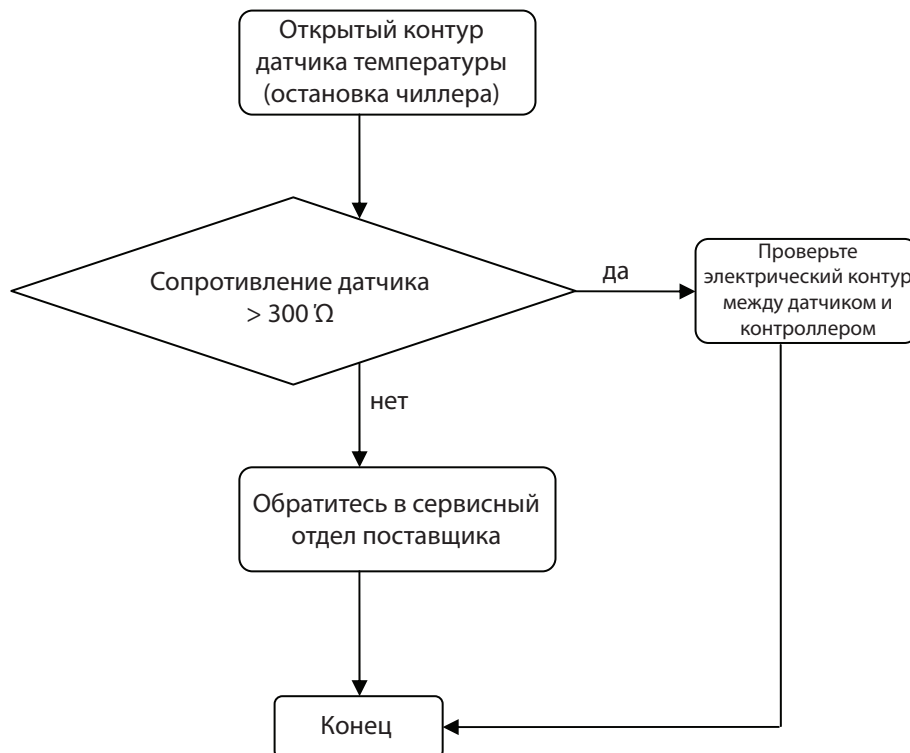 Открытый контур
датчика температуры
(остановка чиллера)
Сопротивление датчика
> 300 Ώ
да
Проверьте
электрический контур
между датчиком и
контроллером
нет
Обратитесь в сервисный
отдел поставщика
Конец